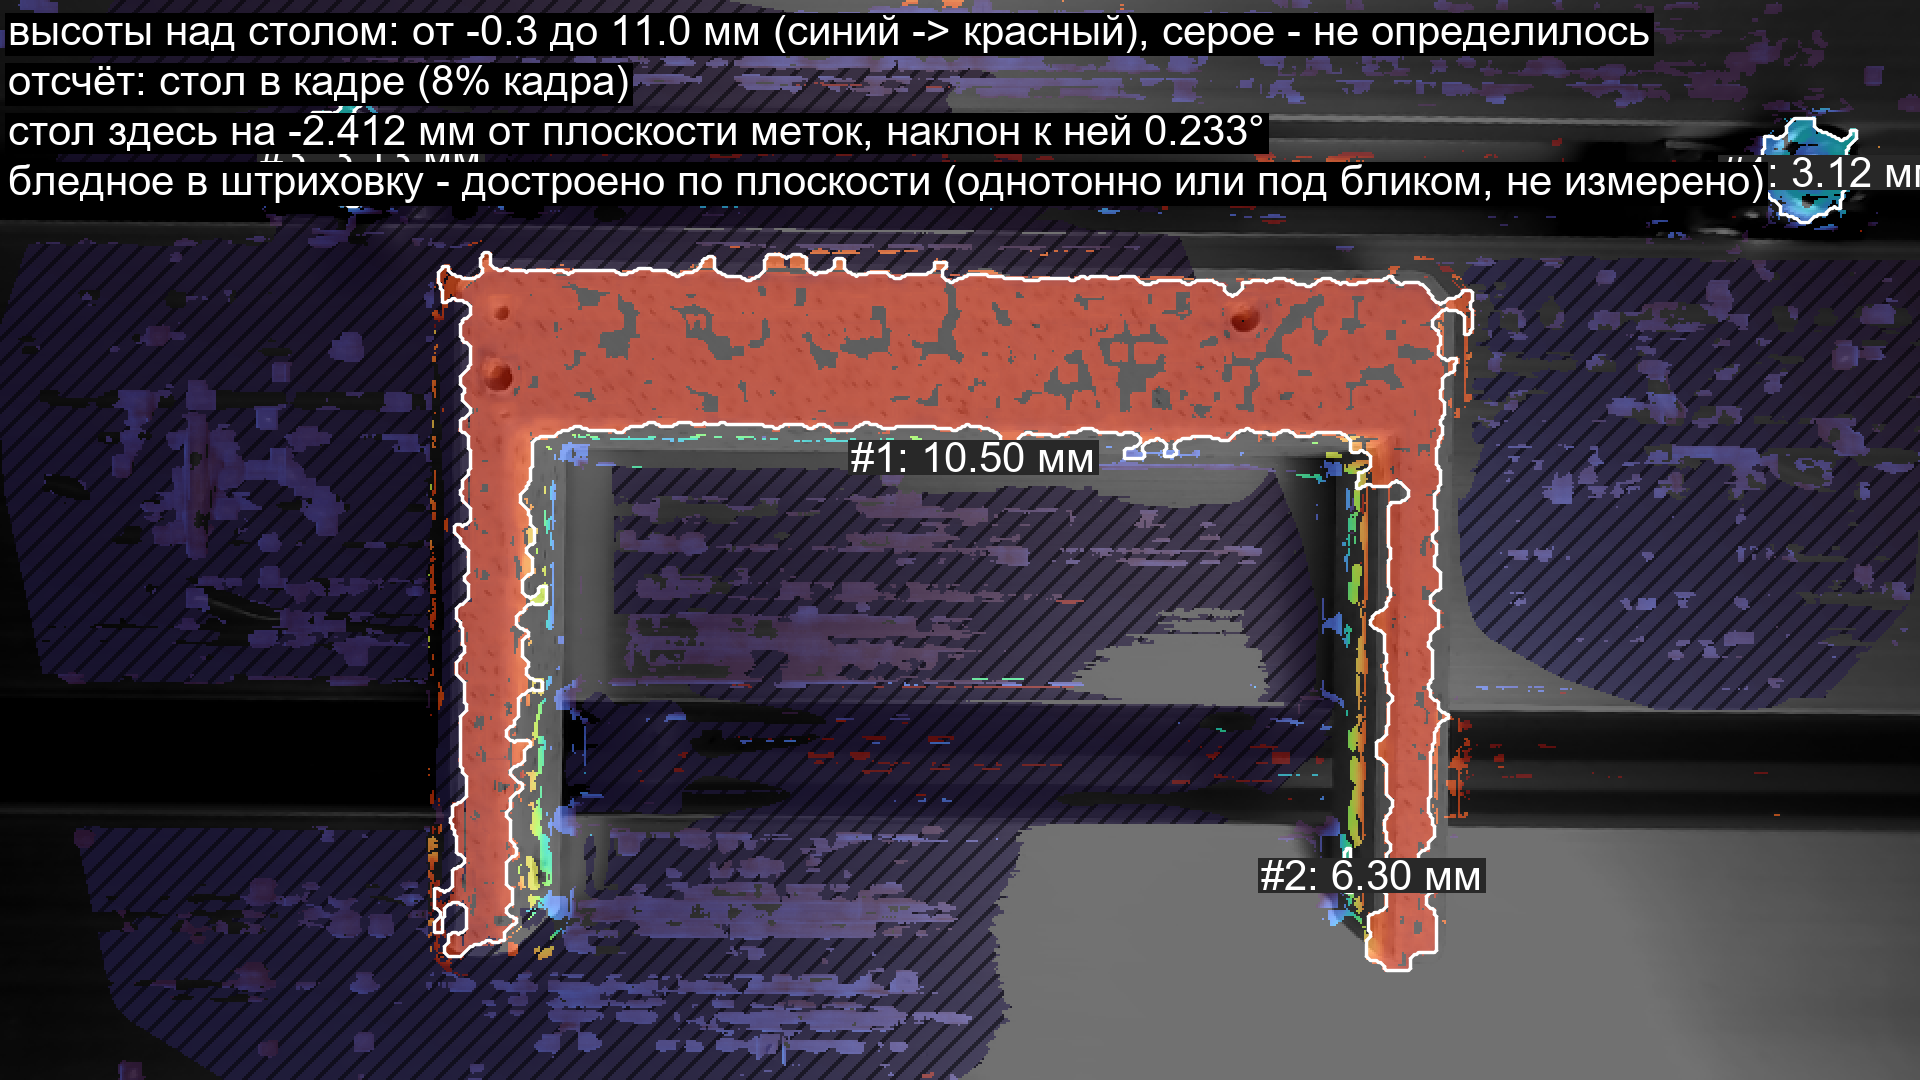 высоты над столом: от -0.3 до 11.0 мм (синий -> красный), серое - не определилось
отсчёт: стол в кадре (8% кадра)
стол здесь на -2.412 мм от плоскости меток, наклон к ней 0.233°
бледное в штриховку - достроено по плоскости (однотонно или под бликом, не измерено)
: 3.12 мм
#1: 10.50 мм
#2: 6.30 мм